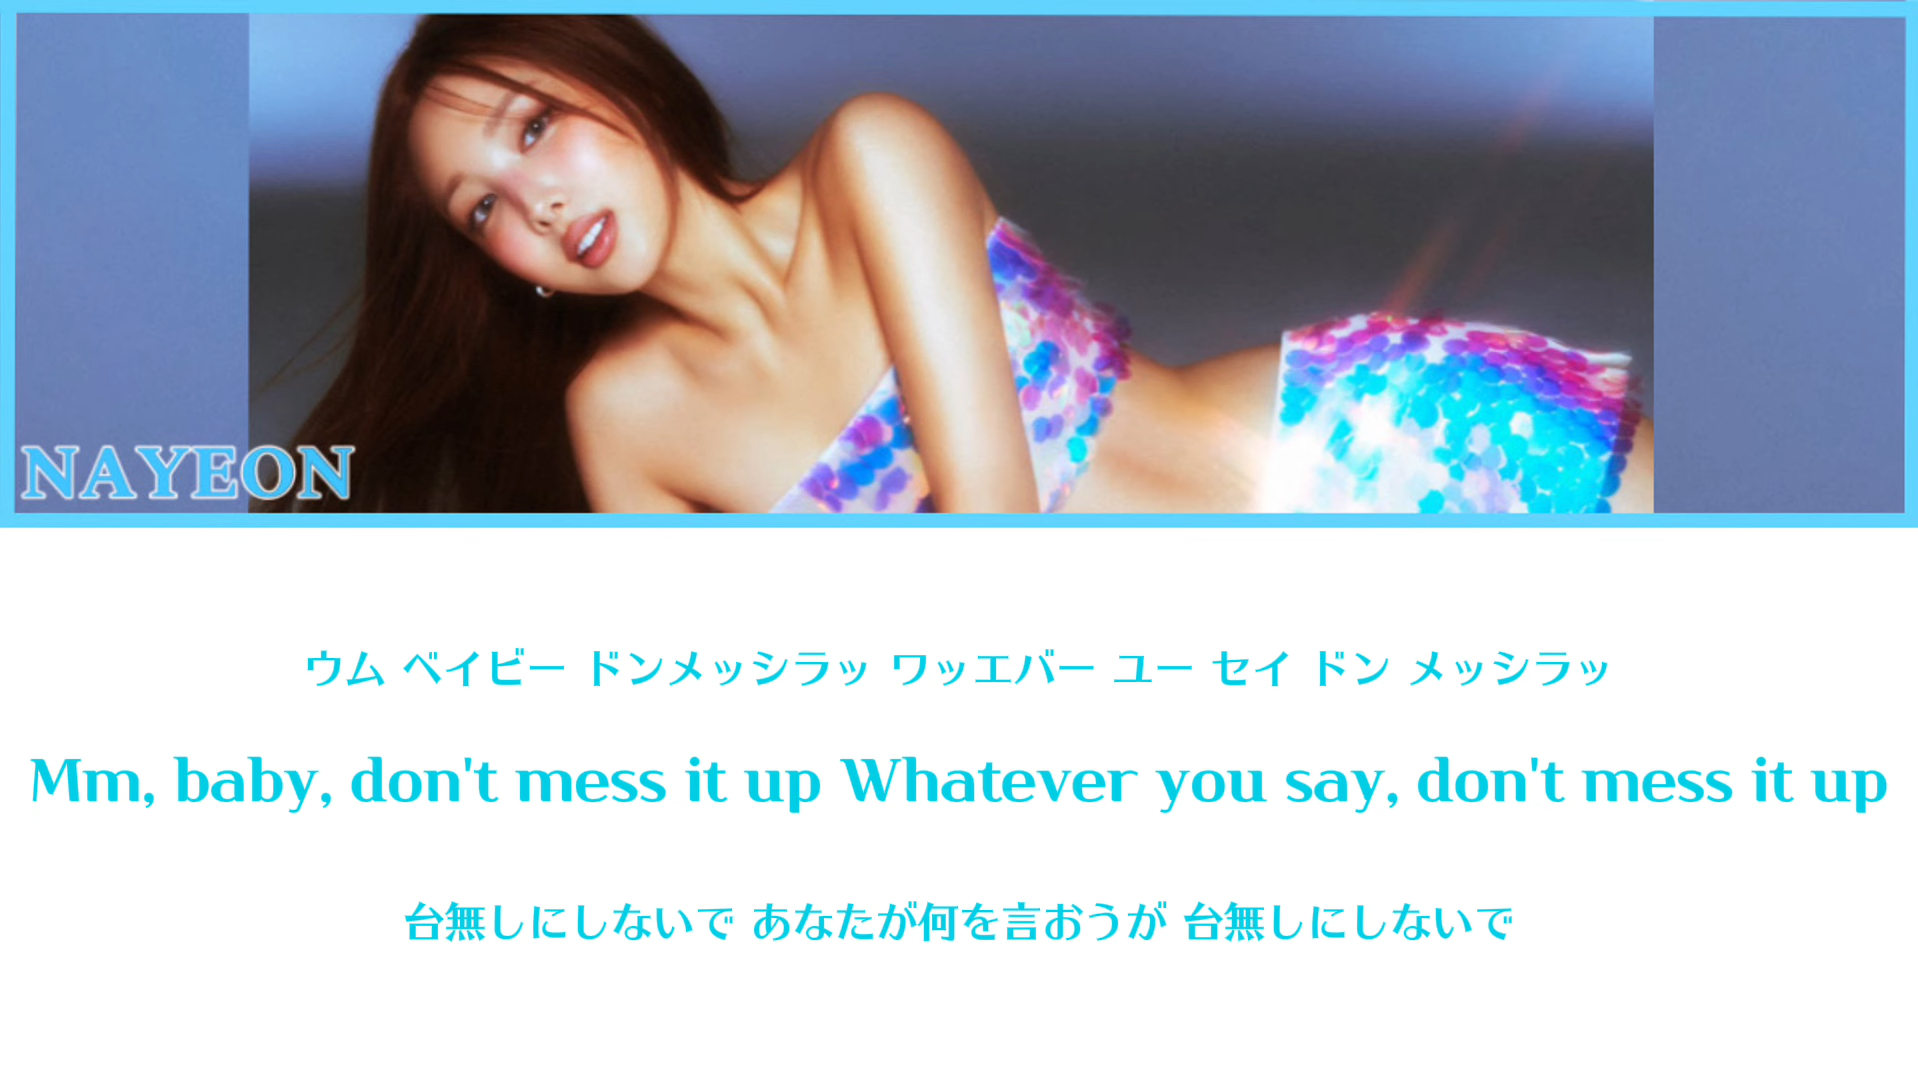 NAYEON
ウム ベイビー ドンメッシラッ ワッエバー ユー セイ ドン メッシラッ
Mm, baby, don't mess it up Whatever you say, don't mess it up
台無しにしないで あなたが何を言おうが 台無しにしないで